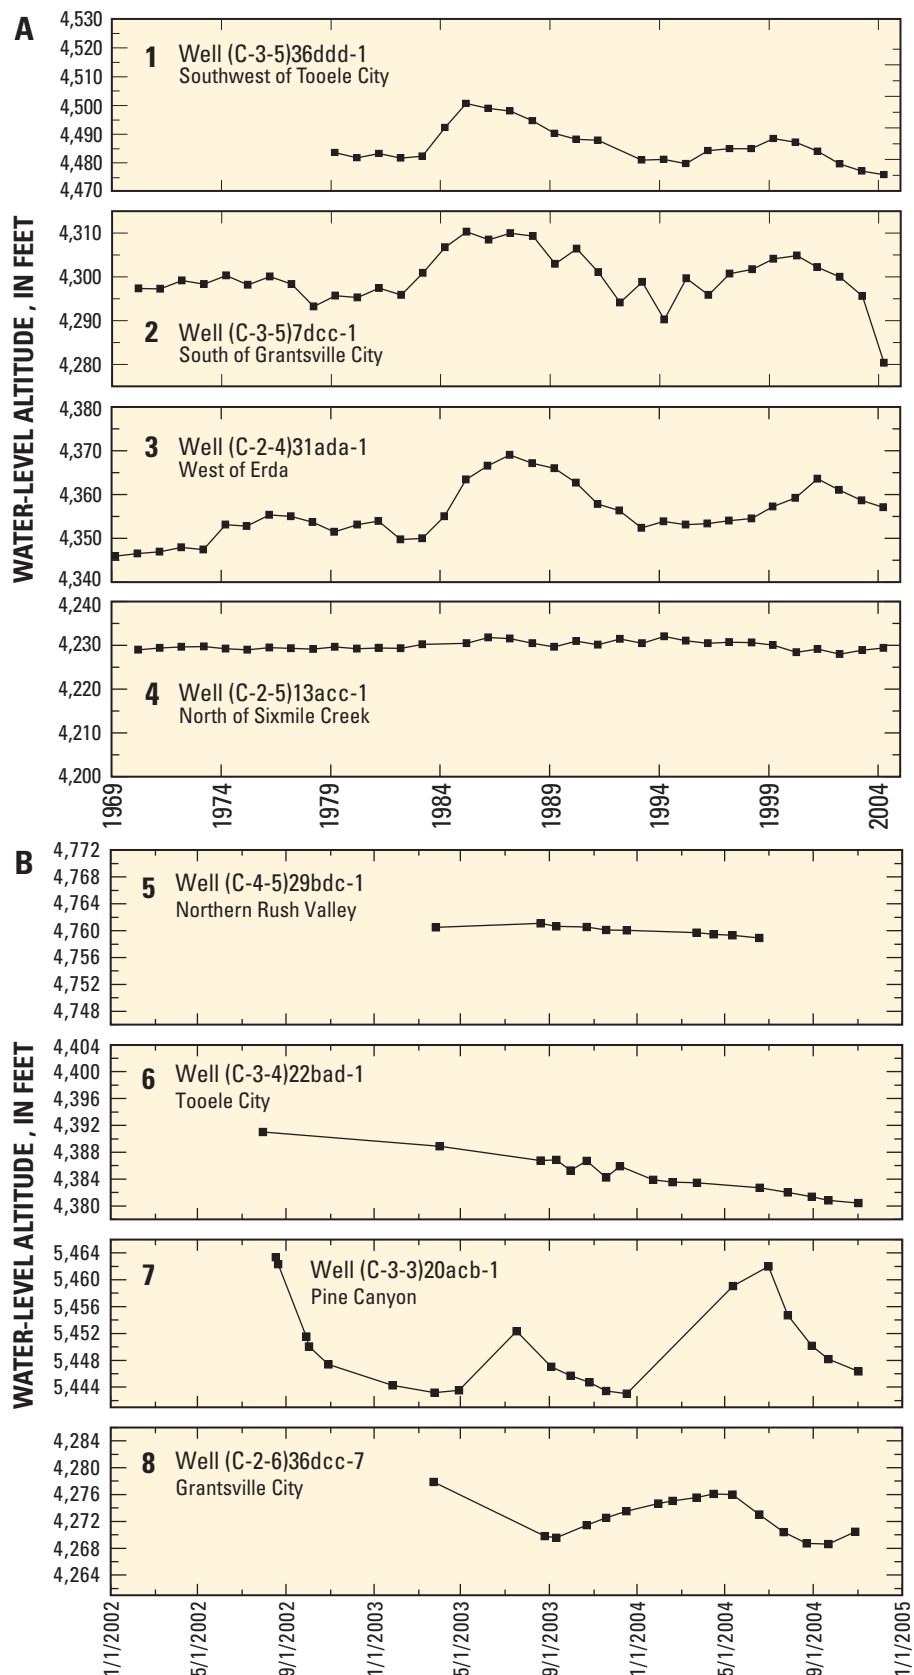 A
4,530
4,520
4,510
4,500
4,490
4,480
4,470
1 Well (C-3-5)36ddd-1
Southwest of Tooele City
4,310
4,300
4,290
4,280
2 Well (C-3-5)7dcc-1
South of Grantsville City
4,380
4,370
4,360
4,350
4,340
3 Well (C-2-4)31ada-1
West of Erda
4,240
4,230
4,220
4,210
4,200
4 Well (C-2-5)13acc-1
North of Sixmile Creek
WATER-LEVEL ALTITUDE , IN FEET
1969 1974 1979 1984 1989 1994 1999 2004
B
4,772
4,768
4,764
4,760
4,756
4,752
4,748
5 Well (C-4-5)29bdc-1
Northern Rush Valley
4,404
4,400
4,396
4,392
4,388
4,384
4,380
6 Well (C-3-4)22bad-1
Tooele City
5,464
5,460
5,456
5,452
5,448
5,444
7 Well (C-3-3)20acb-1
Pine Canyon
4,284
4,280
4,276
4,272
4,268
4,264
8 Well (C-2-6)36dcc-7
Grantsville City
WATER-LEVEL ALTITUDE , IN FEET
1/1/2002 5/1/2002 9/1/2002 1/1/2003 5/1/2003 9/1/2003 1/1/2004 5/1/2004 9/1/2004 1/1/2005